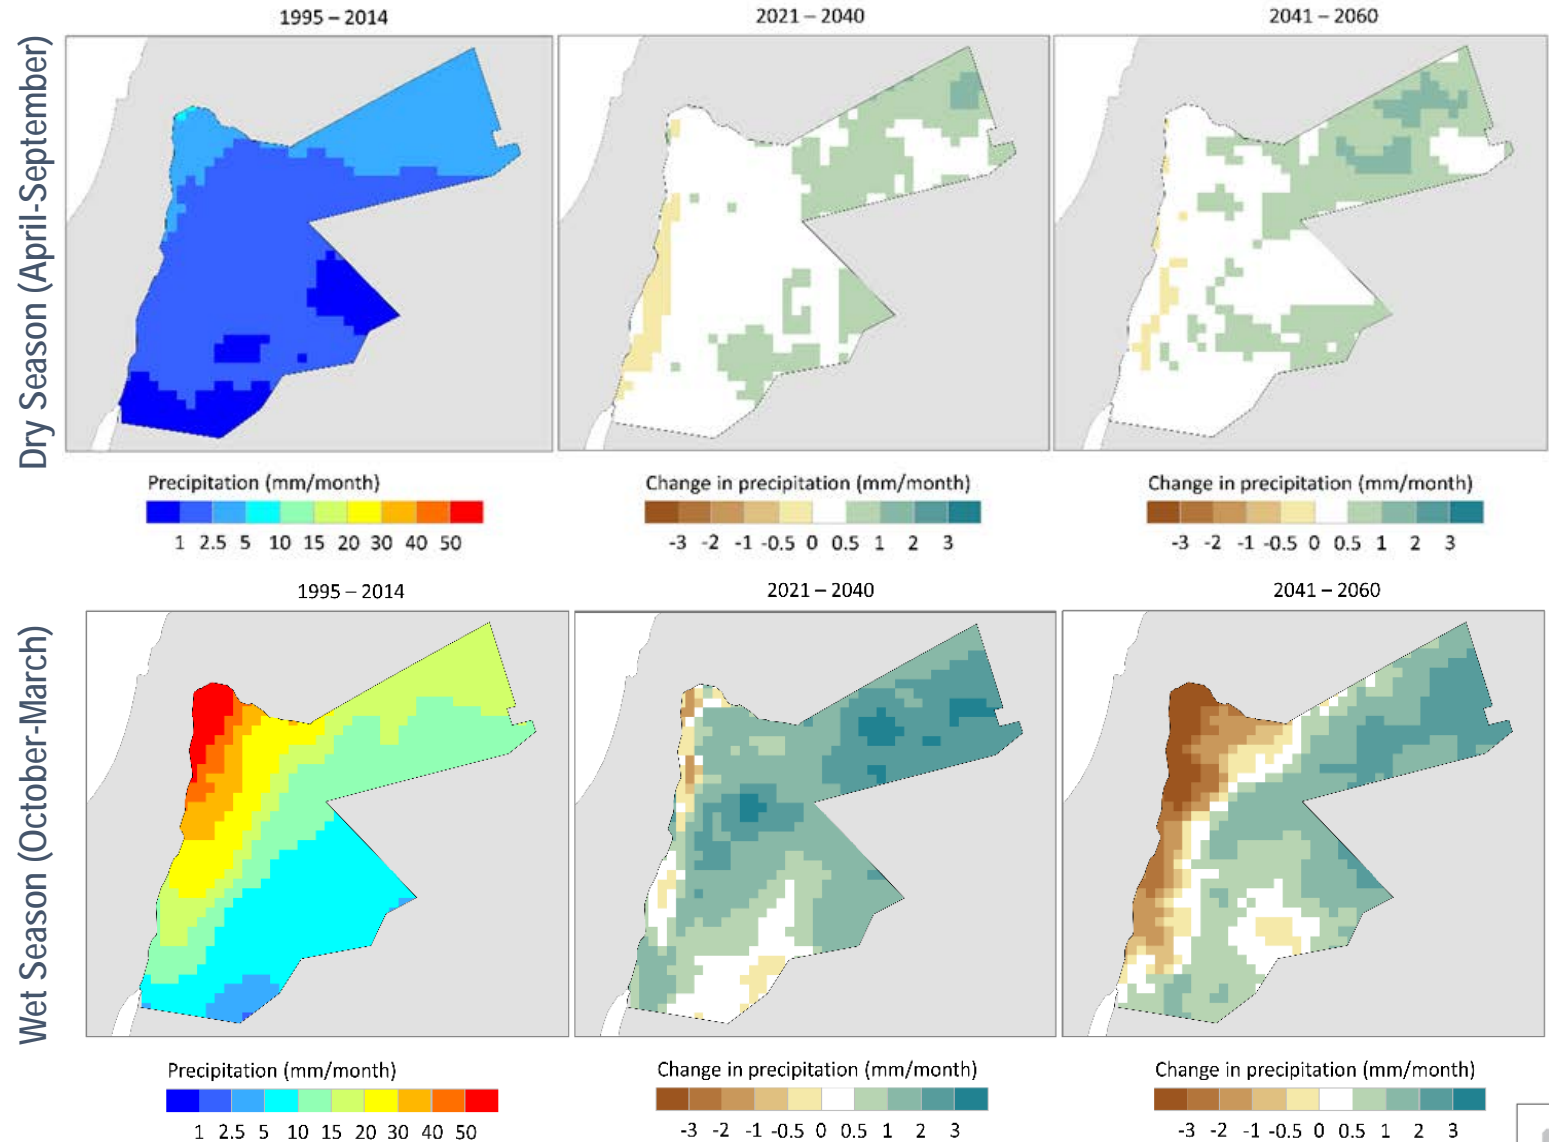 1995 – 2014
2021 – 2040
2041 – 2060
Dry Season (April-September)
Precipitation (mm/month)
1 2.5 5 10 15 20 30 40 50
Change in precipitation (mm/month)
-3 -2 -1 -0.5 0 0.5 1 2 3
Change in precipitation (mm/month)
-3 -2 -1 -0.5 0 0.5 1 2 3
1995 – 2014
2021 – 2040
2041 – 2060
Wet Season (October-March)
Precipitation (mm/month)
1 2.5 5 10 15 20 30 40 50
Change in precipitation (mm/month)
-3 -2 -1 -0.5 0 0.5 1 2 3
Change in precipitation (mm/month)
-3 -2 -1 -0.5 0 0.5 1 2 3